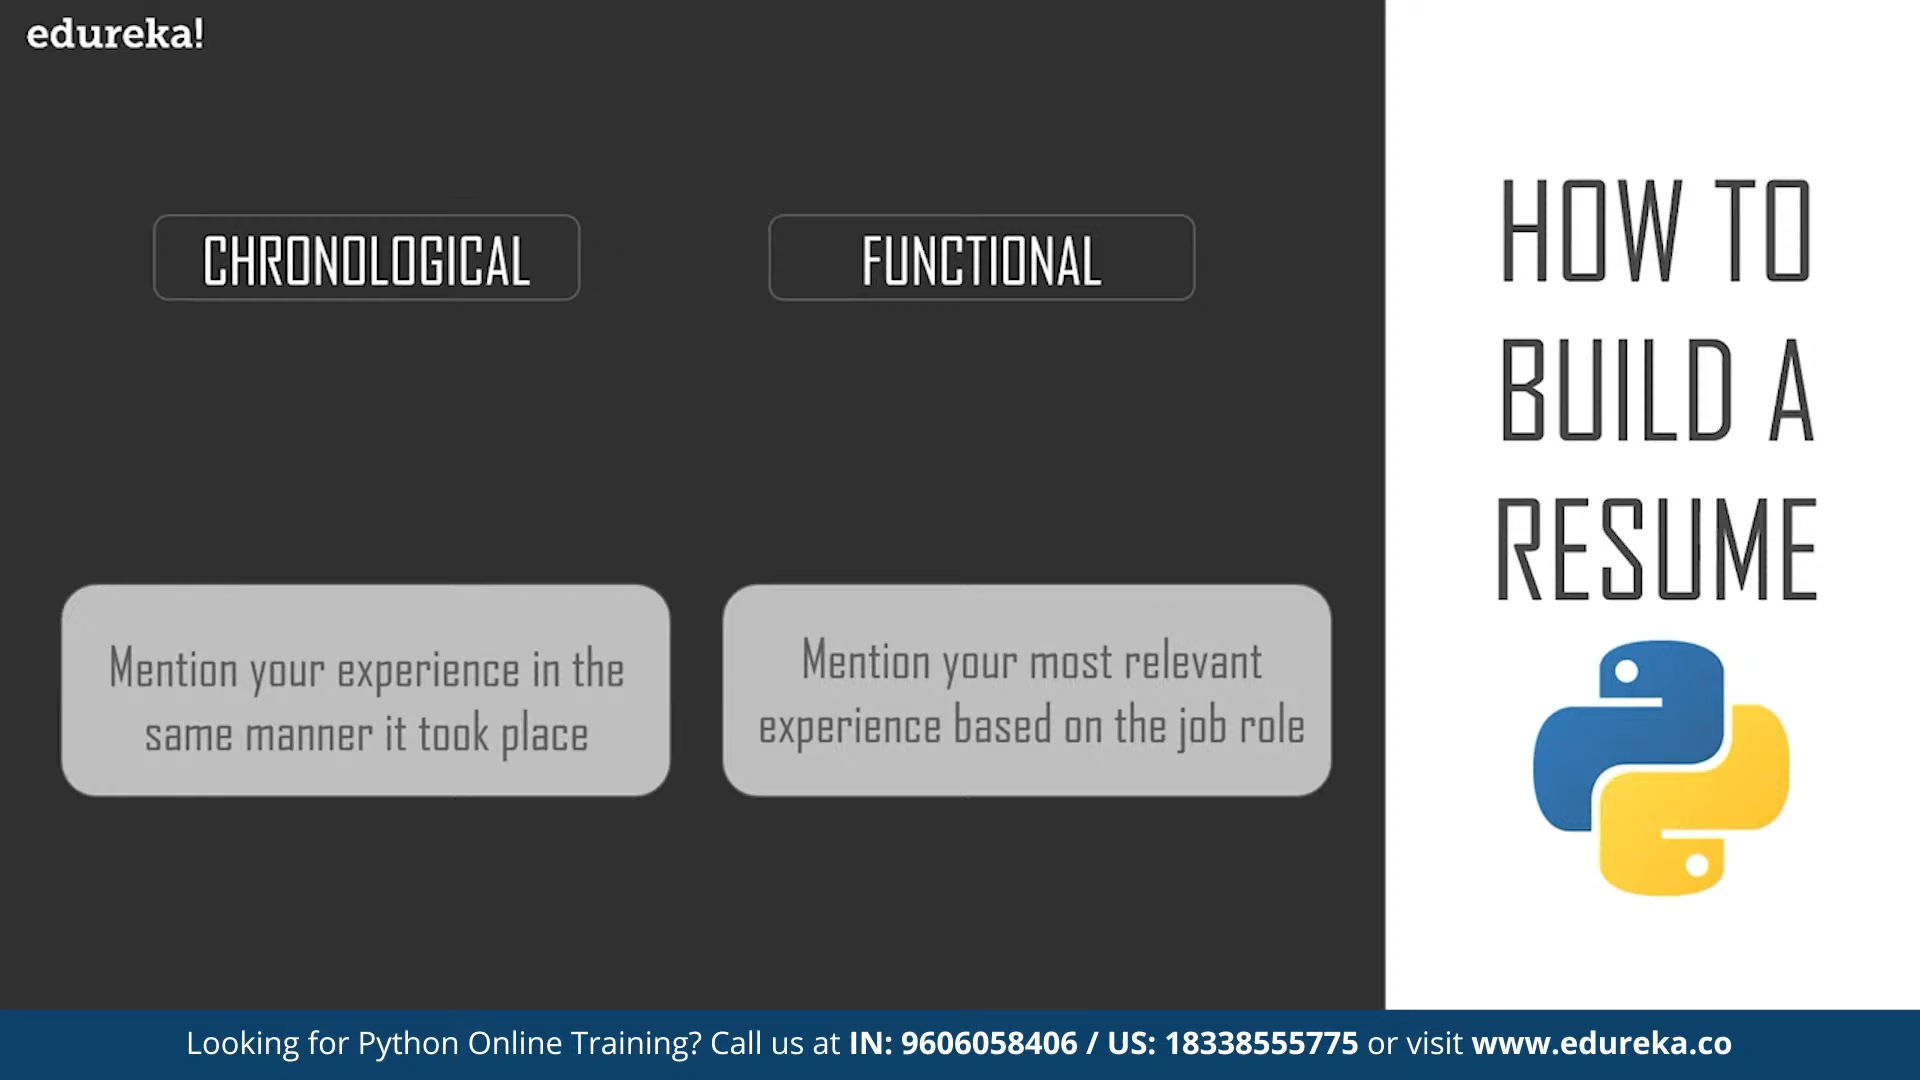 edureka!
CHRONOLOGICAL
FUNCTIONAL
Mention your experience in the
same manner it took place
Mention your most relevant
experience based on the job role
HOW TO
BUILD A
RESUME
Looking for Python Online Training? Call us at IN: 9606058406 / US: 18338555775 or visit www.edureka.co